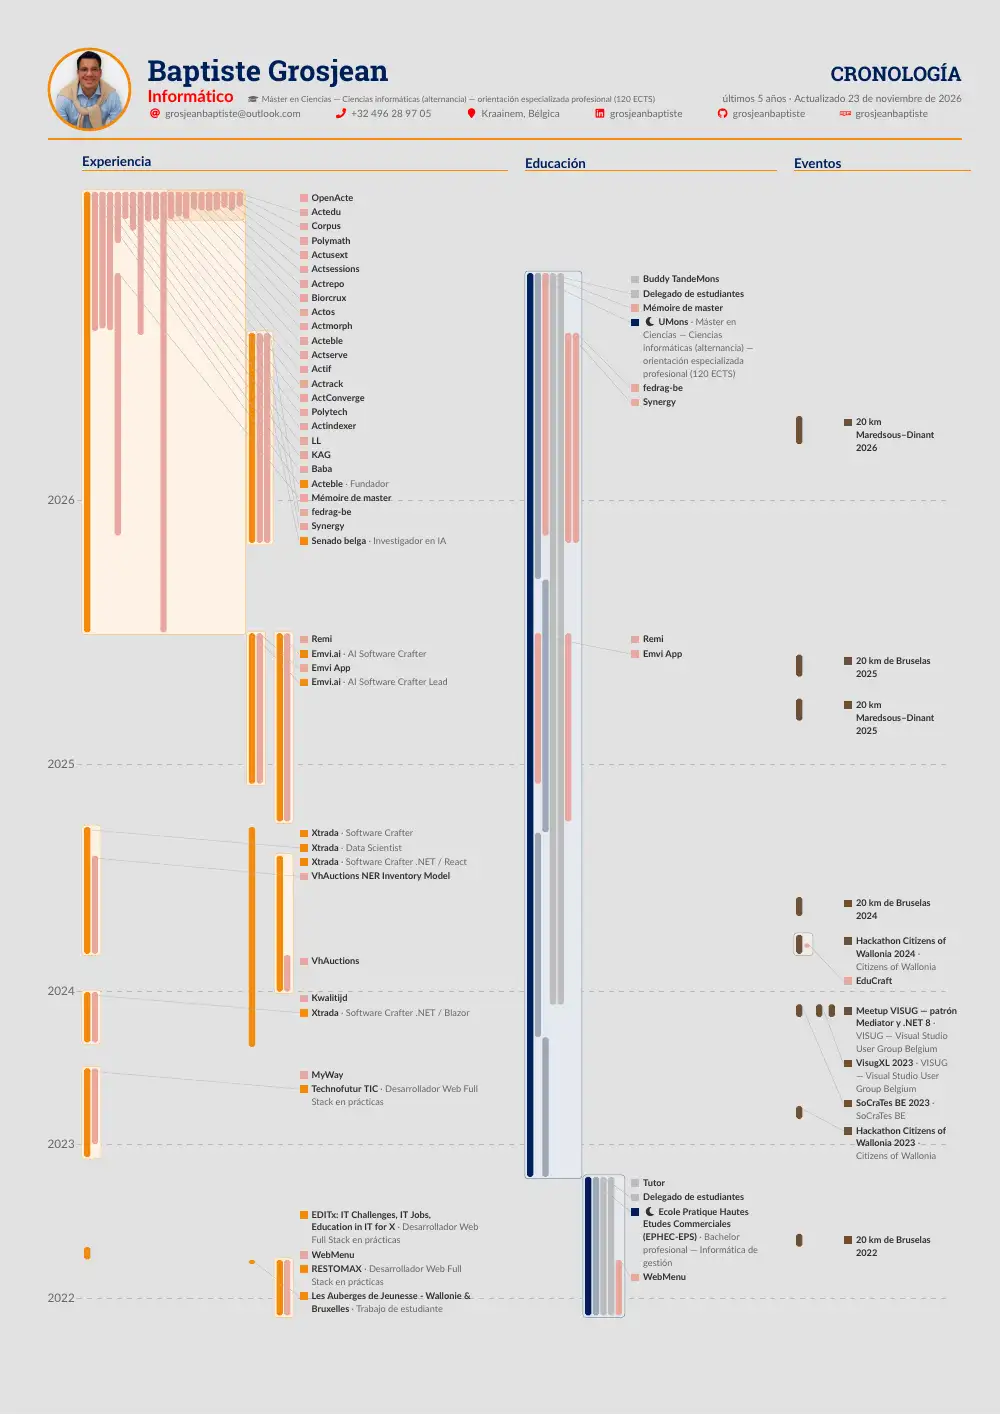 Baptiste Grosjean
CRONOLOGÍA
Informático
Máster en Ciencias — Ciencias informáticas (alternancia) — orientación especializada profesional (120 ECTS)
últimos 5 años · Actualizado 23 de noviembre de 2026
grosjeanbaptiste@outlook.com
+32 496 28 97 05
Kraainem, Bélgica
grosjeanbaptiste
grosjeanbaptiste
grosjeanbaptiste
Experiencia
OpenActe
Actedu
Corpus
Polymath
Actusext
Actsessions
Actrepo
Biorcrux
Actos
Actmorph
Acteble
Actserve
Actif
Actrack
ActConverge
Polytech
Actindexer
LL
KAG
Baba
Acteble · Fundador
Mémoire de master
fedrag-be
Synergy
Senado belga · Investigador en IA
Remi
Emvi.ai · AI Software Crafter
Emvi App
Emvi.ai · AI Software Crafter Lead
Xtrada · Software Crafter
Xtrada · Data Scientist
Xtrada · Software Crafter .NET / React
VhAuctions NER Inventory Model
VhAuctions
Kwalitijd
Xtrada · Software Crafter .NET / Blazor
MyWay
Technofutur TIC · Desarrollador Web Full
Stack en prácticas
EDITx: IT Challenges, IT Jobs,
Education in IT for X · Desarrollador Web
Full Stack en prácticas
WebMenu
RESTOMAX · Desarrollador Web Full
Stack en prácticas
Les Auberges de Jeunesse - Wallonie &
Bruxelles · Trabajo de estudiante
2026
2025
2024
2023
2022
Educación
Buddy TandeMons
Delegado de estudiantes
Mémoire de master
UMons · Máster en
Ciencias — Ciencias
informáticas (alternancia) —
orientación especializada
profesional (120 ECTS)
fedrag-be
Synergy
Remi
Emvi App
Tutor
Delegado de estudiantes
Ecole Pratique Hautes
Etudes Commerciales
(EPHEC-EPS) · Bachelor
profesional — Informática de
gestión
WebMenu
Eventos
20 km
Maredsous–Dinant
2026
20 km de Bruselas
2025
20 km
Maredsous–Dinant
2025
20 km de Bruselas
2024
Hackathon Citizens of
Wallonia 2024 ·
Citizens of Wallonia
EduCraft
Meetup VISUG — patrón
Mediator y .NET 8 ·
VISUG — Visual Studio
User Group Belgium
VisugXL 2023 · VISUG
— Visual Studio User
Group Belgium
SoCraTes BE 2023 ·
SoCraTes BE
Hackathon Citizens of
Wallonia 2023 ·
Citizens of Wallonia
20 km de Bruselas
2022